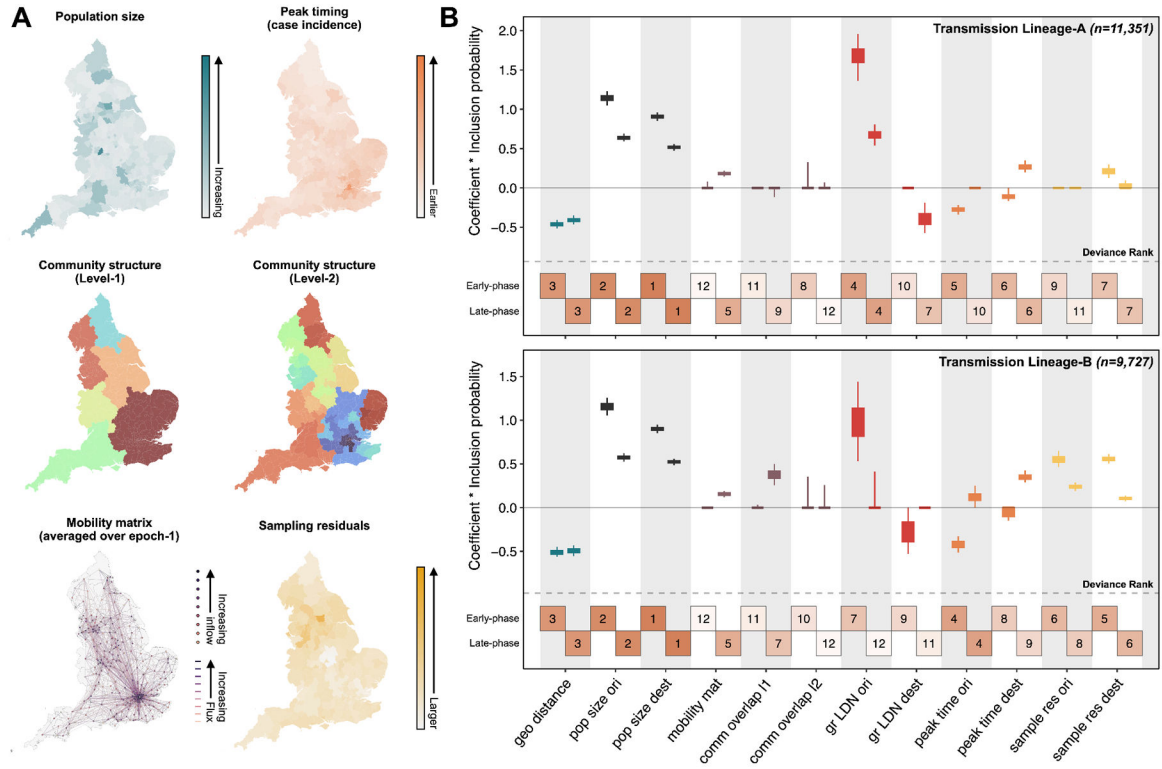 A
Population size
Increasing
Peak timing
(case incidence)
Earlier
Community structure
(Level-1)
Community structure
(Level-2)
Mobility matrix
(averaged over epoch-1)
Increasing
inflow
Increasing
Flux
Sampling residuals
Larger
B
Transmission Lineage-A (n=11,351)
Coefficient * Inclusion probability
2.0
1.5
1.0
0.5
0.0
−0.5
Deviance Rank
Early-phase 3 2 1 12 11 8 4 10 5 6 9 7
Late-phase 3 2 1 5 9 12 4 7 10 6 11 7
Transmission Lineage-B (n=9,727)
Coefficient * Inclusion probability
1.5
1.0
0.5
0.0
−0.5
Deviance Rank
Early-phase 3 2 1 12 11 10 7 9 4 8 6 5
Late-phase 3 2 1 5 7 12 12 11 4 9 8 6
geo distance
pop size ori
pop size dest
mobility mat
comm overlap l1
comm overlap l2
gr LDN ori
gr LDN dest
peak time ori
peak time dest
sample res ori
sample res dest